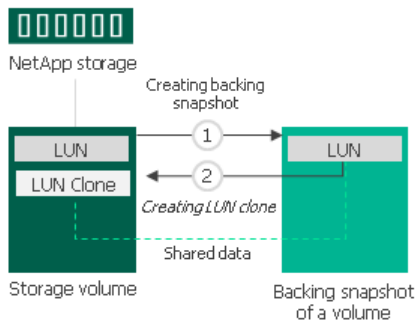 NetApp storage
Creating backing
snapshot
1
LUN
LUN
2
LUN Clone
Creating LUN clone
Shared data
Storage volume
Backing snapshot
of a volume